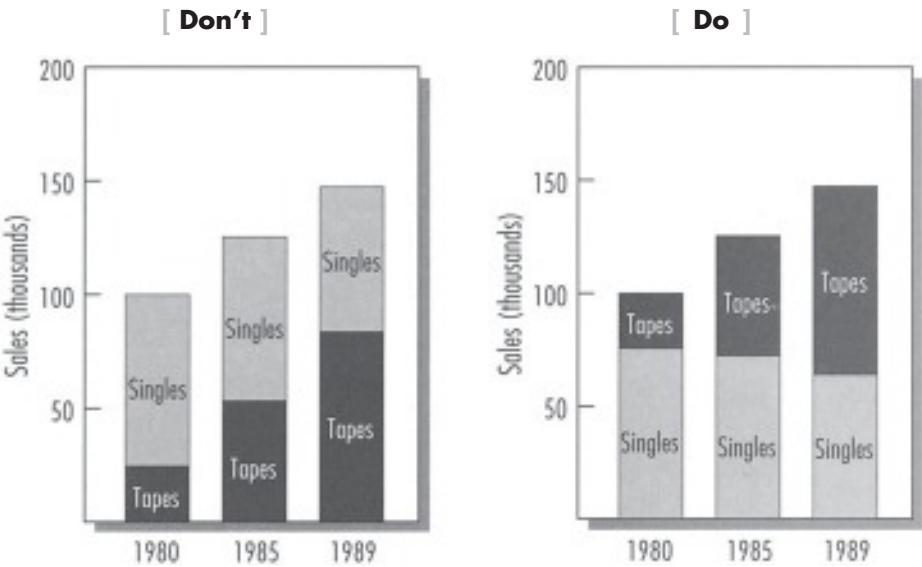 [ Don't ]
200
150
100
50
Sales (thousands)
Singles
Tapes
Singles
Tapes
Singles
Tapes
1980 1985 1989
[ Do ]
200
150
100
50
Sales (thousands)
Tapes
Singles
Tapes
Singles
Tapes
Singles
1980 1985 1989